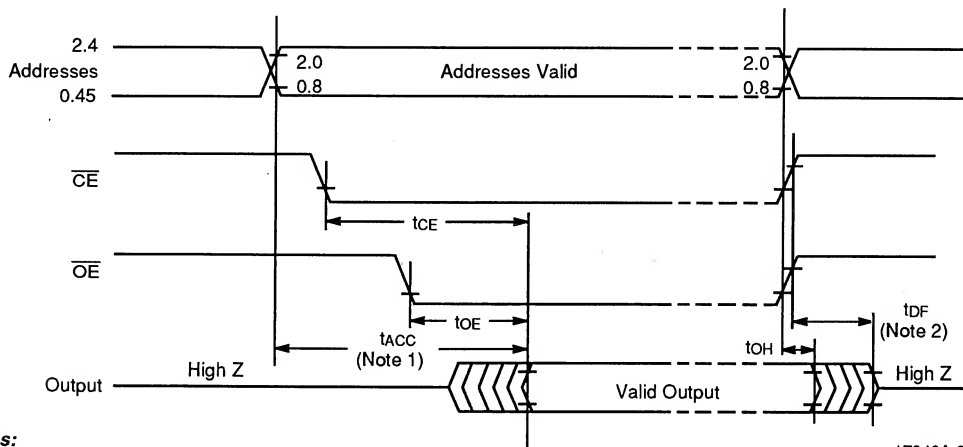 2.4
Addresses
0.45
2.0
0.8
Addresses Valid
2.0
0.8
CE
tCE
OE
tOE
tACC
(Note 1)
tOH
tDF
(Note 2)
Output
High Z
Valid Output
High Z
s: